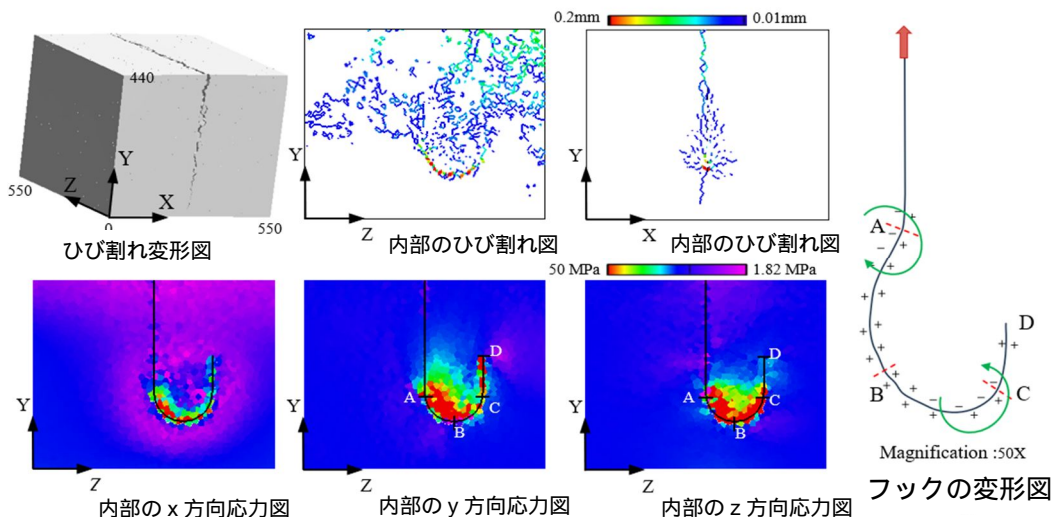 440
550
Y
Z
X
0
550
ひび割れ変形図
Y
Z
内部のひび割れ図
0.2mm 0.01mm
Y
X
内部のひび割れ図
Y
Z
内部の x 方向応力図
A
B
C
D
Y
Z
内部の y 方向応力図
50 MPa 1.82 MPa
A
B
C
D
Y
Z
内部の z 方向応力図
A
B
C
D
Magnification :50X
フックの変形図